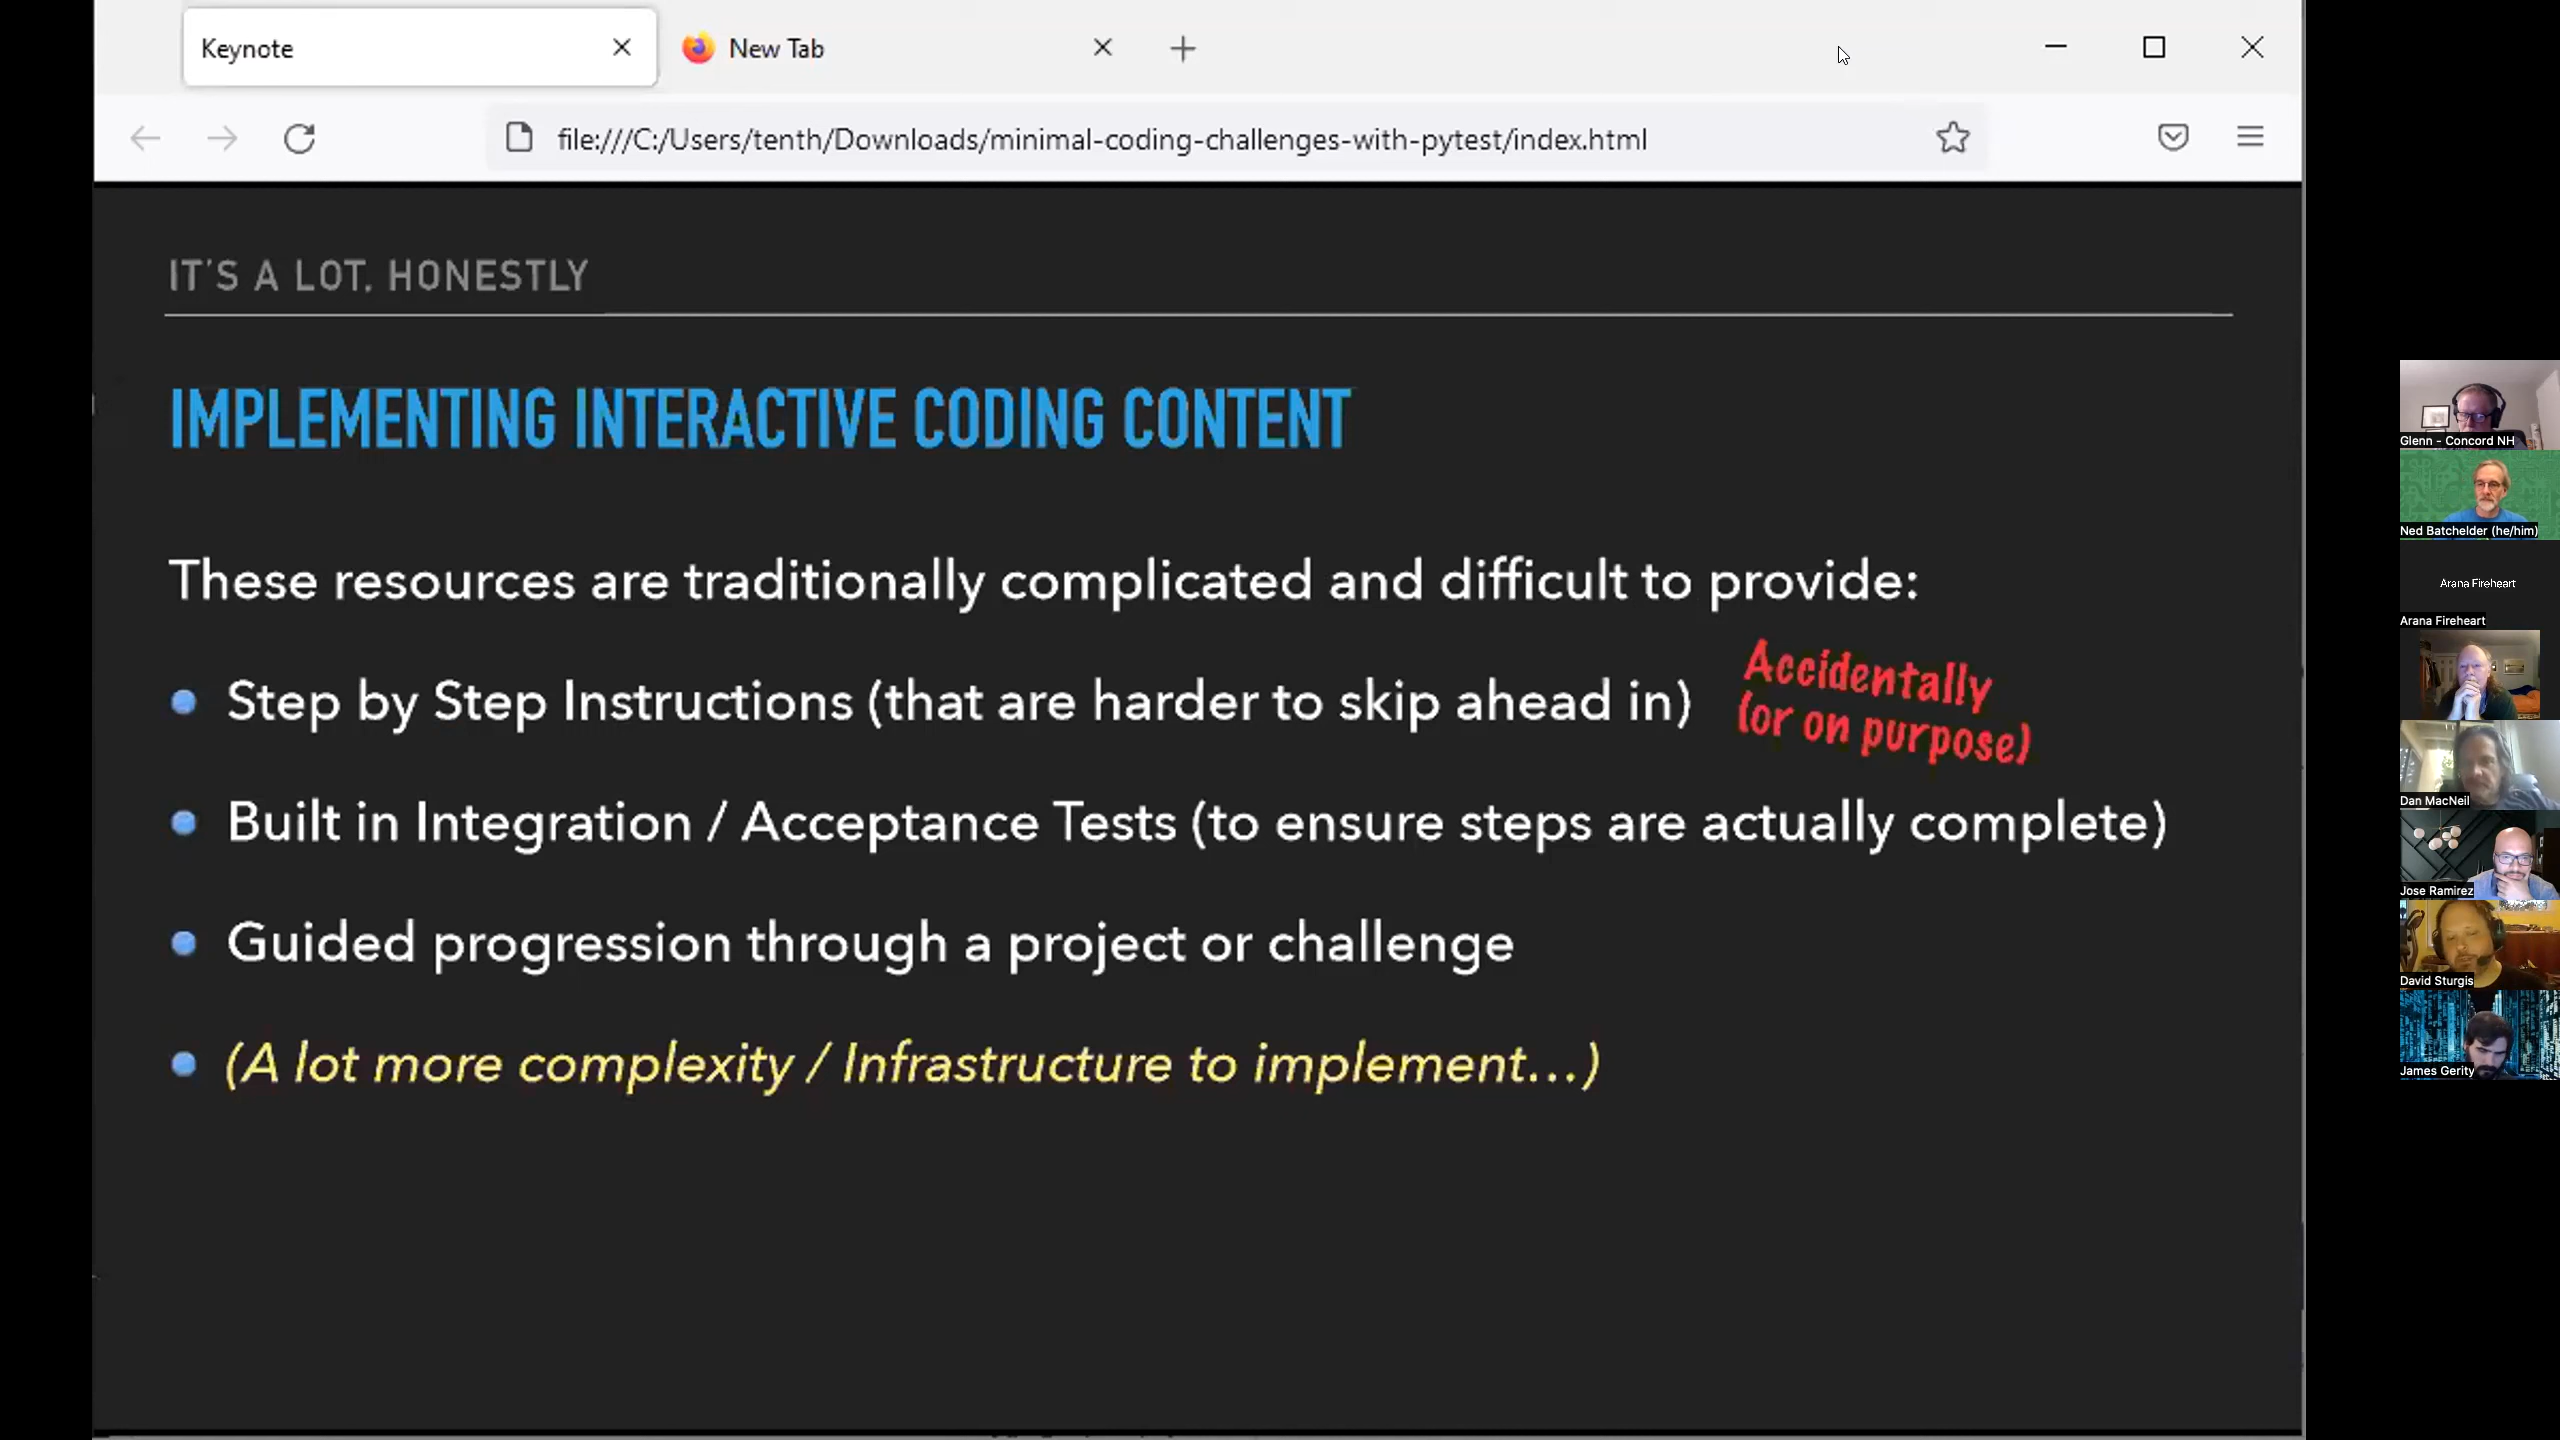 Keynote
New Tab
file:///C:/Users/tenth/Downloads/minimal-coding-challenges-with-pytest/index.html
IT'S A LOT, HONESTLY
IMPLEMENTING INTERACTIVE CODING CONTENT
These resources are traditionally complicated and difficult to provide:
Step by Step Instructions (that are harder to skip ahead in)
Accidentally
(or on purpose)
Built in Integration / Acceptance Tests (to ensure steps are actually complete)
Guided progression through a project or challenge
(A lot more complexity / Infrastructure to implement...)
Glenn - Concord NH
Ned Batchelder (he/him)
Arana Fireheart
Arana Fireheart
Dan MacNeil
Jose Ramirez
David Sturgis
James Gerity